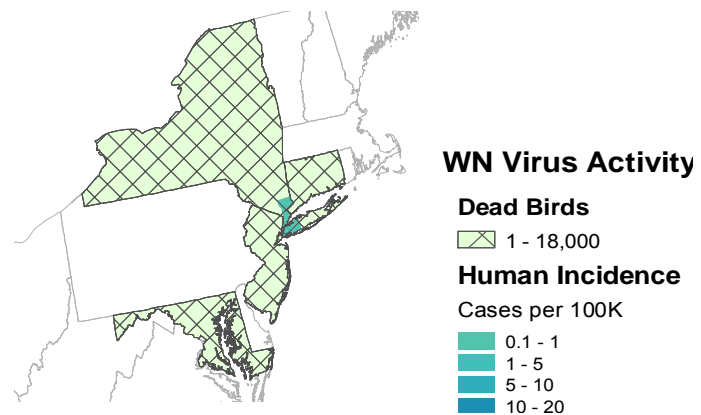 WN Virus Activity
Dead Birds
1 - 18,000
Human Incidence
Cases per 100K
0.1 - 1
1 - 5
5 - 10
10 - 20